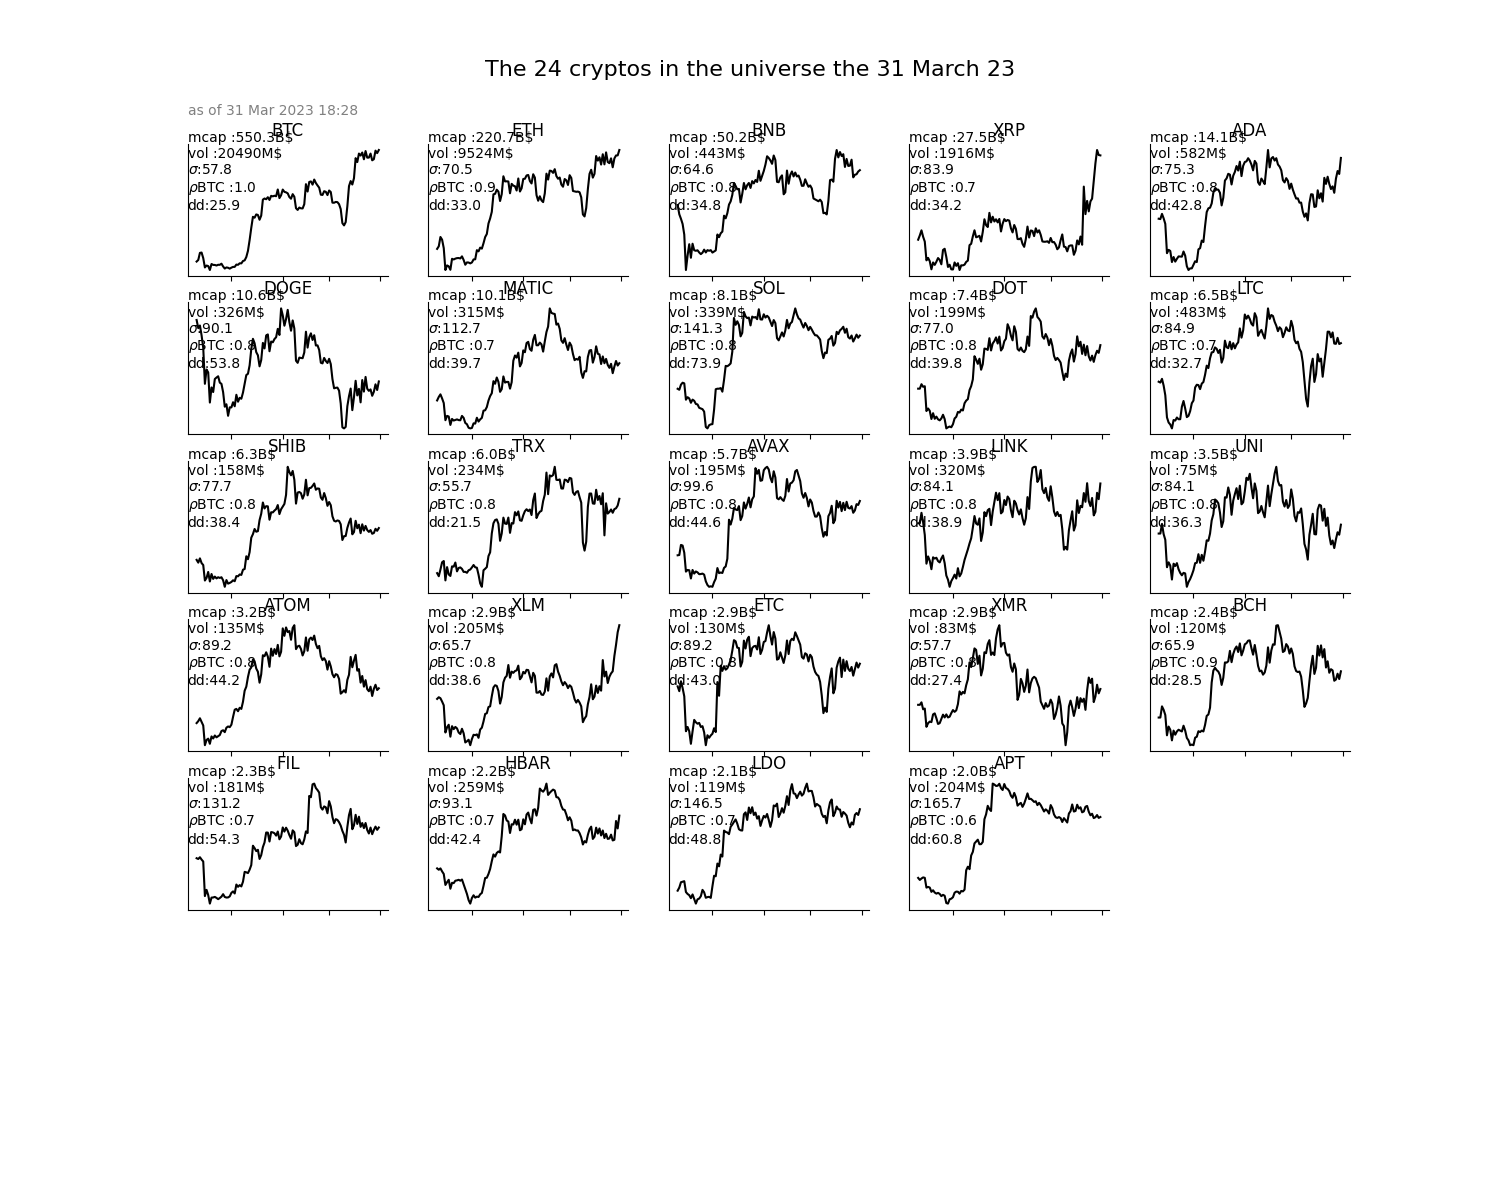 The 24 cryptos in the universe the 31 March 23
as of 31 Mar 2023 18:28
BTC
mcap :550.3B$
vol :20490M$
σ:57.8
ρBTC :1.0
dd:25.9
ETH
mcap :220.7B$
vol :9524M$
σ:70.5
ρBTC :0.9
dd:33.0
BNB
mcap :50.2B$
vol :443M$
σ:64.6
ρBTC :0.8
dd:34.8
XRP
mcap :27.5B$
vol :1916M$
σ:83.9
ρBTC :0.7
dd:34.2
ADA
mcap :14.1B$
vol :582M$
σ:75.3
ρBTC :0.8
dd:42.8
DOGE
mcap :10.6B$
vol :326M$
σ:90.1
ρBTC :0.8
dd:53.8
MATIC
mcap :10.1B$
vol :315M$
σ:112.7
ρBTC :0.7
dd:39.7
SOL
mcap :8.1B$
vol :339M$
σ:141.3
ρBTC :0.8
dd:73.9
DOT
mcap :7.4B$
vol :199M$
σ:77.0
ρBTC :0.8
dd:39.8
LTC
mcap :6.5B$
vol :483M$
σ:84.9
ρBTC :0.7
dd:32.7
SHIB
mcap :6.3B$
vol :158M$
σ:77.7
ρBTC :0.8
dd:38.4
TRX
mcap :6.0B$
vol :234M$
σ:55.7
ρBTC :0.8
dd:21.5
AVAX
mcap :5.7B$
vol :195M$
σ:99.6
ρBTC :0.8
dd:44.6
LINK
mcap :3.9B$
vol :320M$
σ:84.1
ρBTC :0.8
dd:38.9
UNI
mcap :3.5B$
vol :75M$
σ:84.1
ρBTC :0.8
dd:36.3
ATOM
mcap :3.2B$
vol :135M$
σ:89.2
ρBTC :0.8
dd:44.2
XLM
mcap :2.9B$
vol :205M$
σ:65.7
ρBTC :0.8
dd:38.6
ETC
mcap :2.9B$
vol :130M$
σ:89.2
ρBTC :0.8
dd:43.0
XMR
mcap :2.9B$
vol :83M$
σ:57.7
ρBTC :0.8
dd:27.4
BCH
mcap :2.4B$
vol :120M$
σ:65.9
ρBTC :0.9
dd:28.5
FIL
mcap :2.3B$
vol :181M$
σ:131.2
ρBTC :0.7
dd:54.3
HBAR
mcap :2.2B$
vol :259M$
σ:93.1
ρBTC :0.7
dd:42.4
LDO
mcap :2.1B$
vol :119M$
σ:146.5
ρBTC :0.7
dd:48.8
APT
mcap :2.0B$
vol :204M$
σ:165.7
ρBTC :0.6
dd:60.8